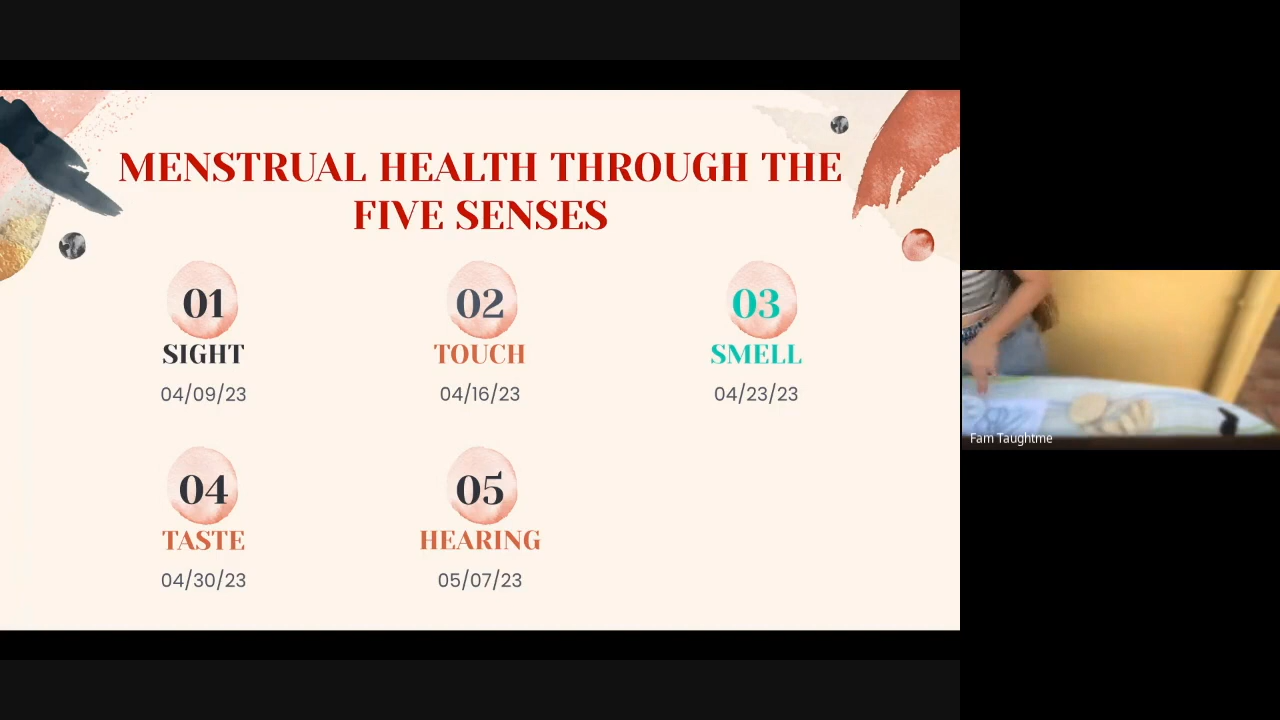 MENSTRUAL HEALTH THROUGH THE
FIVE SENSES
01
SIGHT
04/09/23
02
TOUCH
04/16/23
03
SMELL
04/23/23
04
TASTE
04/30/23
05
HEARING
05/07/23
Fam Taughtme